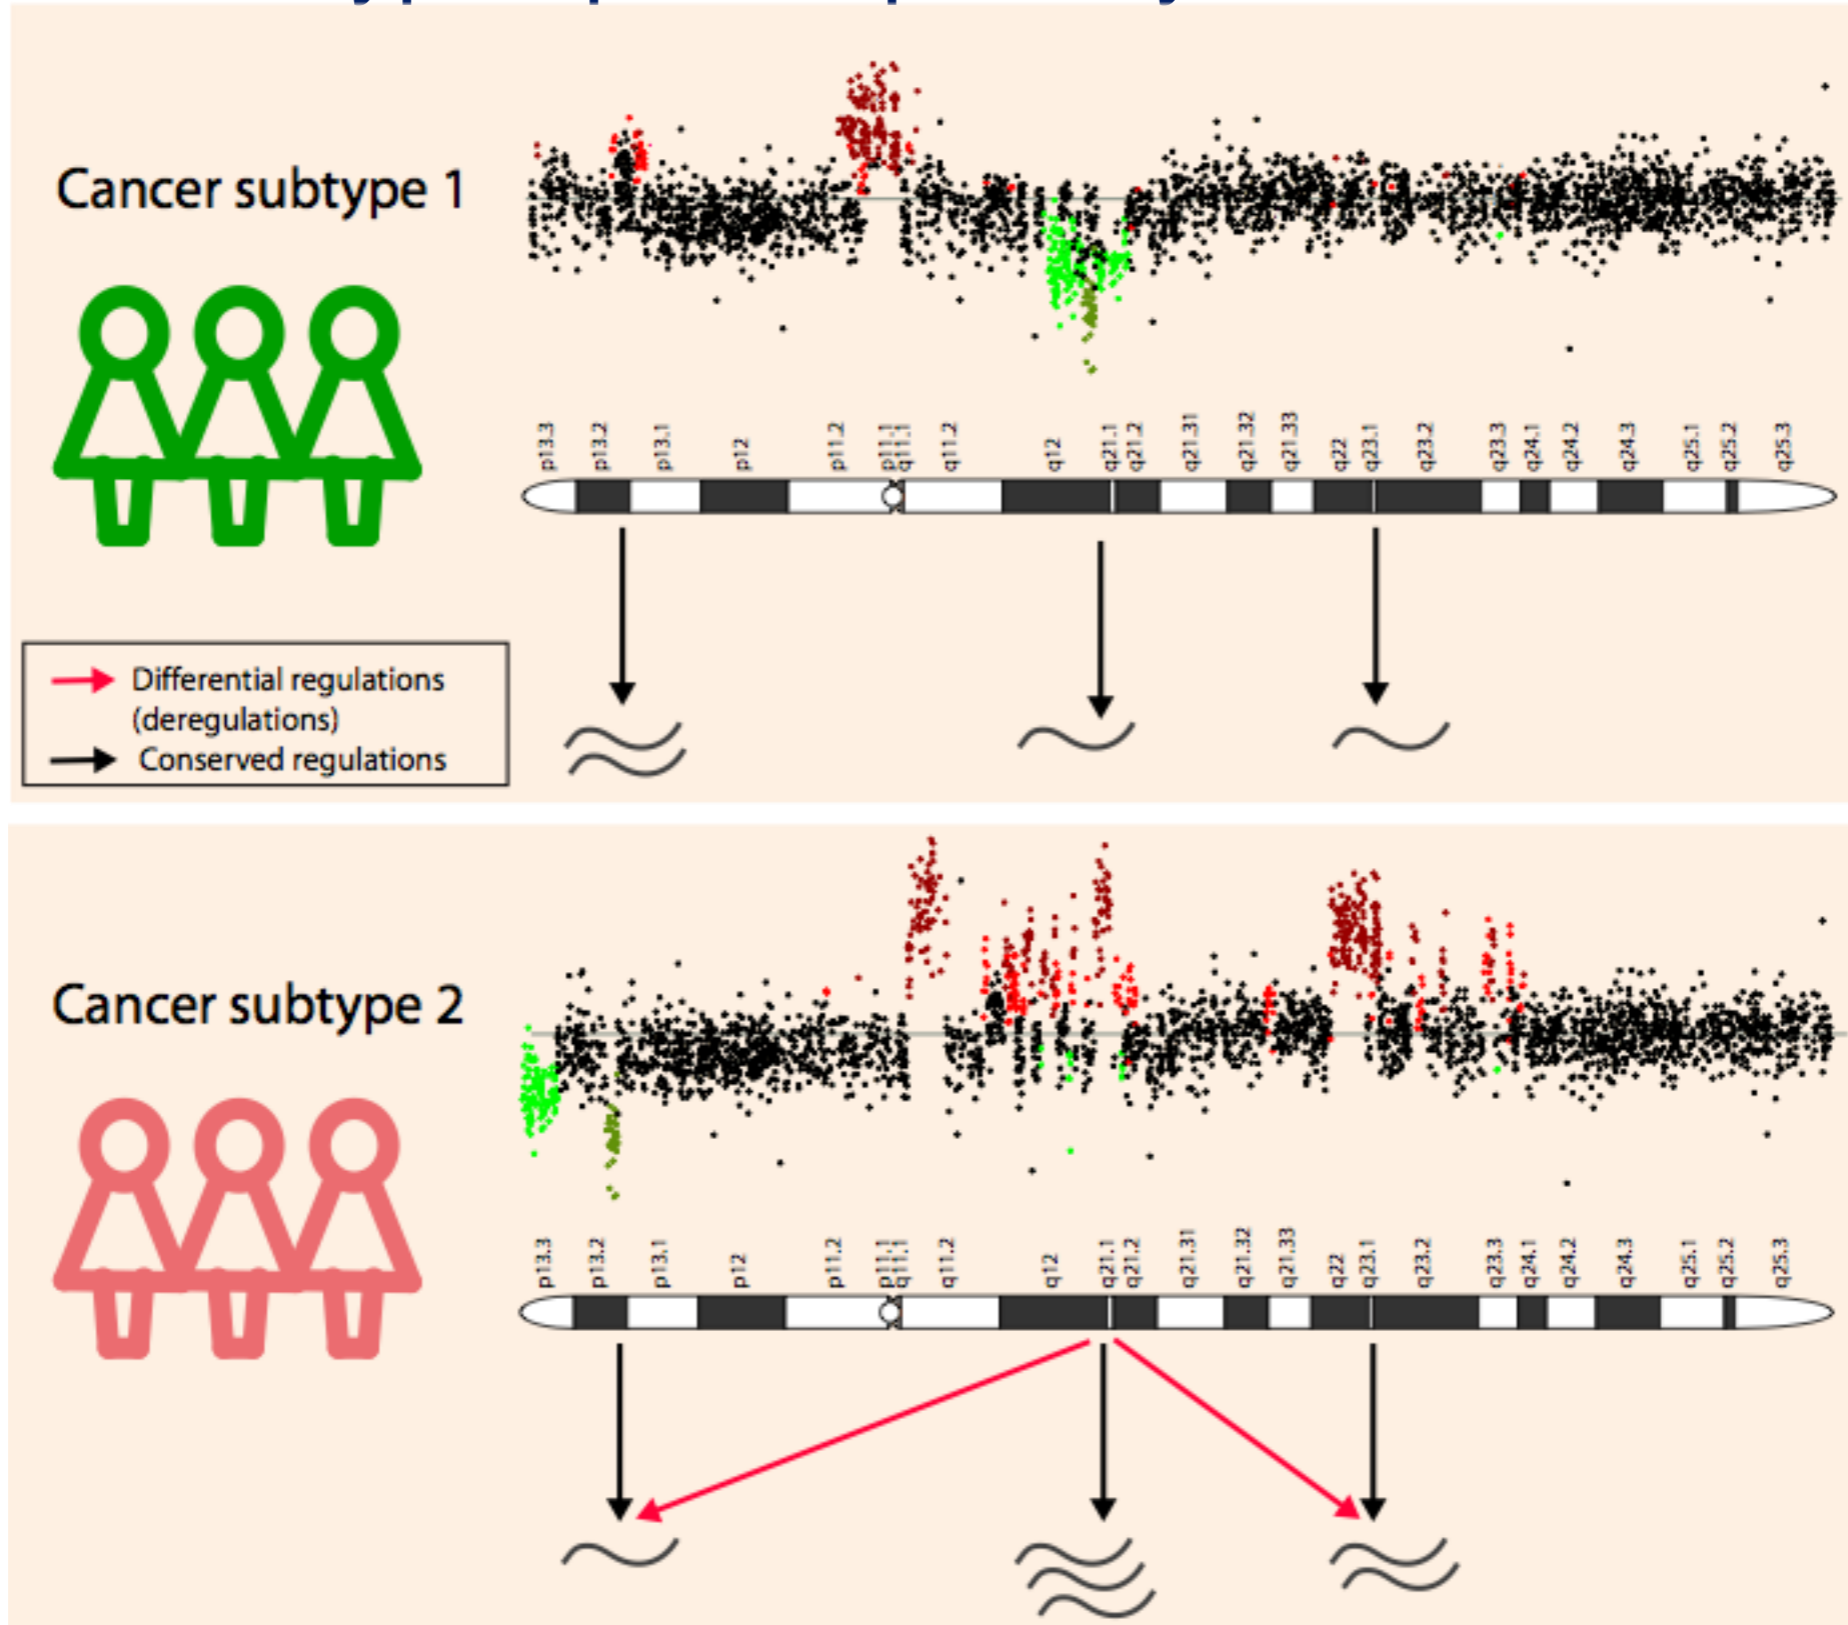 Cancer subtype 1
p13.3 p13.2 p13.1 p12 p11.2 p11.1 q11.1 q11.2 q12 q21.1 q21.2 q21.31 q21.32 q21.33 q22 q23.1 q23.2 q23.3 q24.1 q24.2 q24.3 q25.1 q25.2 q25.3
Differential regulations
(deregulations)
Conserved regulations
Cancer subtype 2
p13.3 p13.2 p13.1 p12 p11.2 p11.1 q11.1 q11.2 q12 q21.1 q21.2 q21.31 q21.32 q21.33 q22 q23.1 q23.2 q23.3 q24.1 q24.2 q24.3 q25.1 q25.2 q25.3